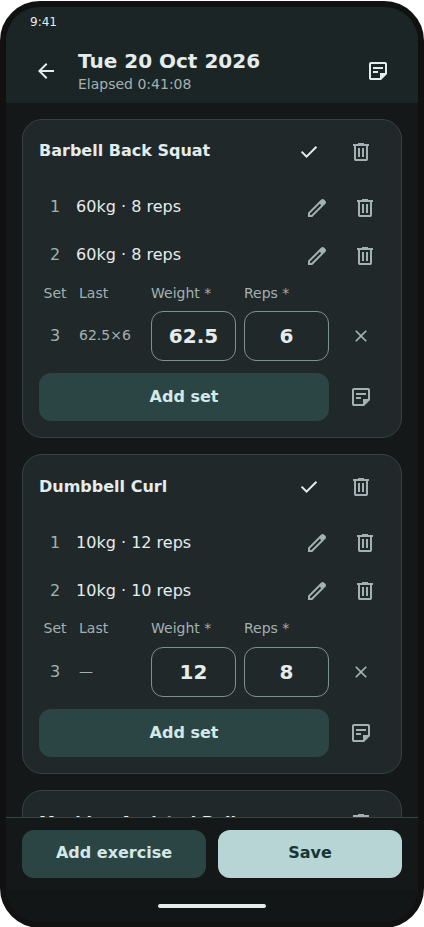 9:41
Tue 20 Oct 2026
Elapsed 0:41:08
Barbell Back Squat
1 60kg · 8 reps
2 60kg · 8 reps
Set Last Weight * Reps *
3 62.5×6 62.5 6
Add set
Dumbbell Curl
1 10kg · 12 reps
2 10kg · 10 reps
Set Last Weight * Reps *
3 — 12 8
Add set
Add exercise Save